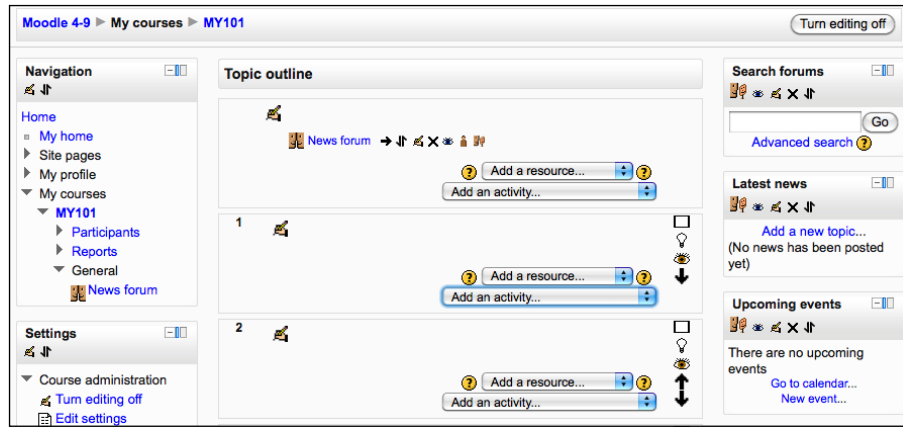 Moodle 4-9 ▶ My courses ▶ MY101
Turn editing off
Navigation
Home
My home
Site pages
My profile
My courses
MY101
Participants
Reports
General
News forum
Settings
Course administration
Turn editing off
Edit settings
Topic outline
News forum
Add a resource...
Add an activity...
1
Add a resource...
Add an activity...
2
Add a resource...
Add an activity...
Search forums
Go
Advanced search
Latest news
Add a new topic...
(No news has been posted
yet)
Upcoming events
There are no upcoming
events
Go to calendar...
New event...